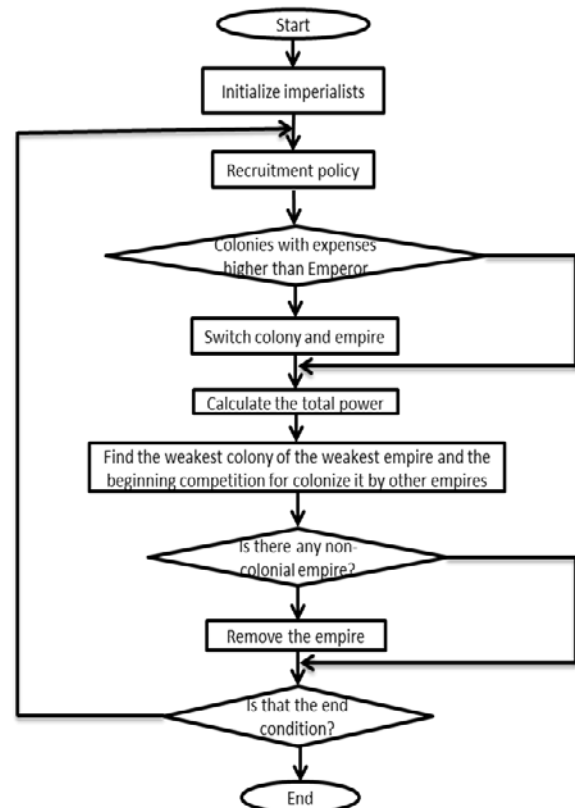 Start
Initialize imperialists
Recruitment policy
Colonies with expenses
higher than Emperor
Switch colony and empire
Calculate the total power
Find the weakest colony of the weakest empire and the
beginning competition for colonize it by other empires
Is there any non-
colonial empire?
Remove the empire
Is that the end
condition?
End